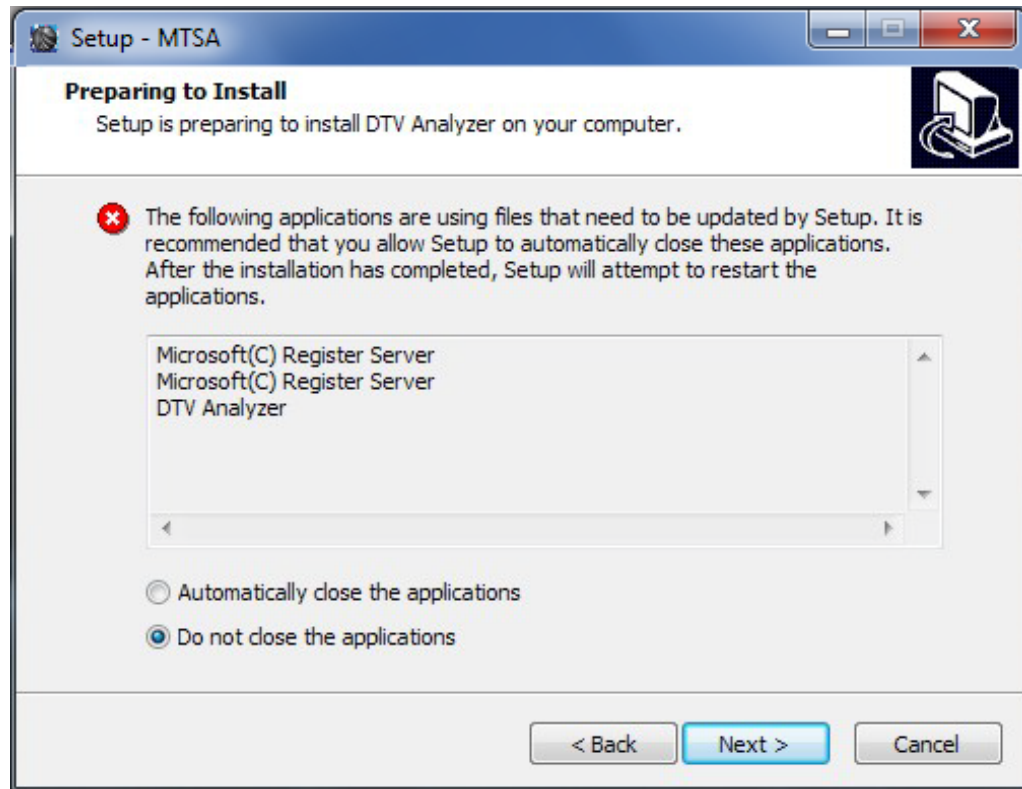 Setup - MTSA
Preparing to Install
Setup is preparing to install DTV Analyzer on your computer.
The following applications are using files that need to be updated by Setup. It is
recommended that you allow Setup to automatically close these applications.
After the installation has completed, Setup will attempt to restart the
applications.
Microsoft(C) Register Server
Microsoft(C) Register Server
DTV Analyzer
Automatically close the applications
Do not close the applications
< Back Next > Cancel